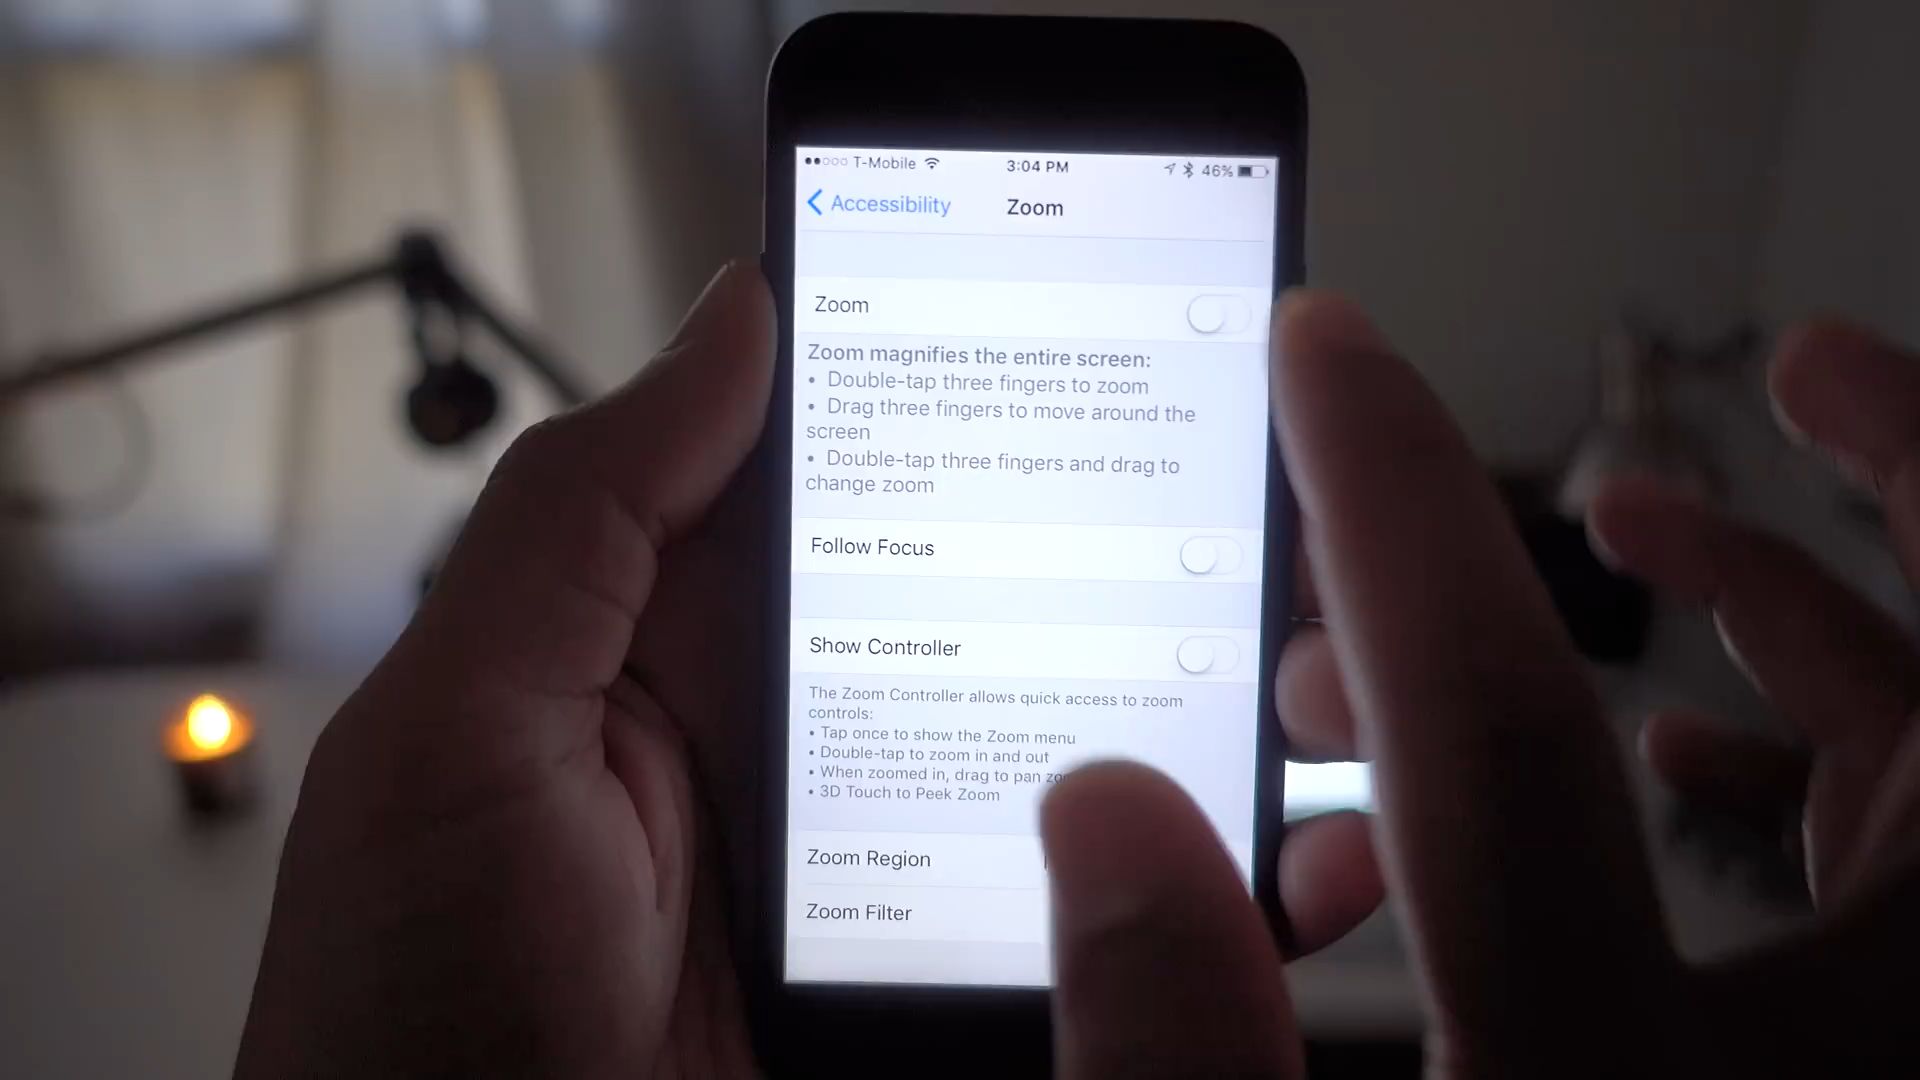 T-Mobile 3:04 PM 46%
Accessibility Zoom
Zoom
Zoom magnifies the entire screen:
• Double-tap three fingers to zoom
• Drag three fingers to move around the
screen
• Double-tap three fingers and drag to
change zoom
Follow Focus
Show Controller
The Zoom Controller allows quick access to zoom
controls:
• Tap once to show the Zoom menu
• Double-tap to zoom in and out
• When zoomed in, drag to pan
• 3D Touch to Peek Zoom
Zoom Region
Zoom Filter